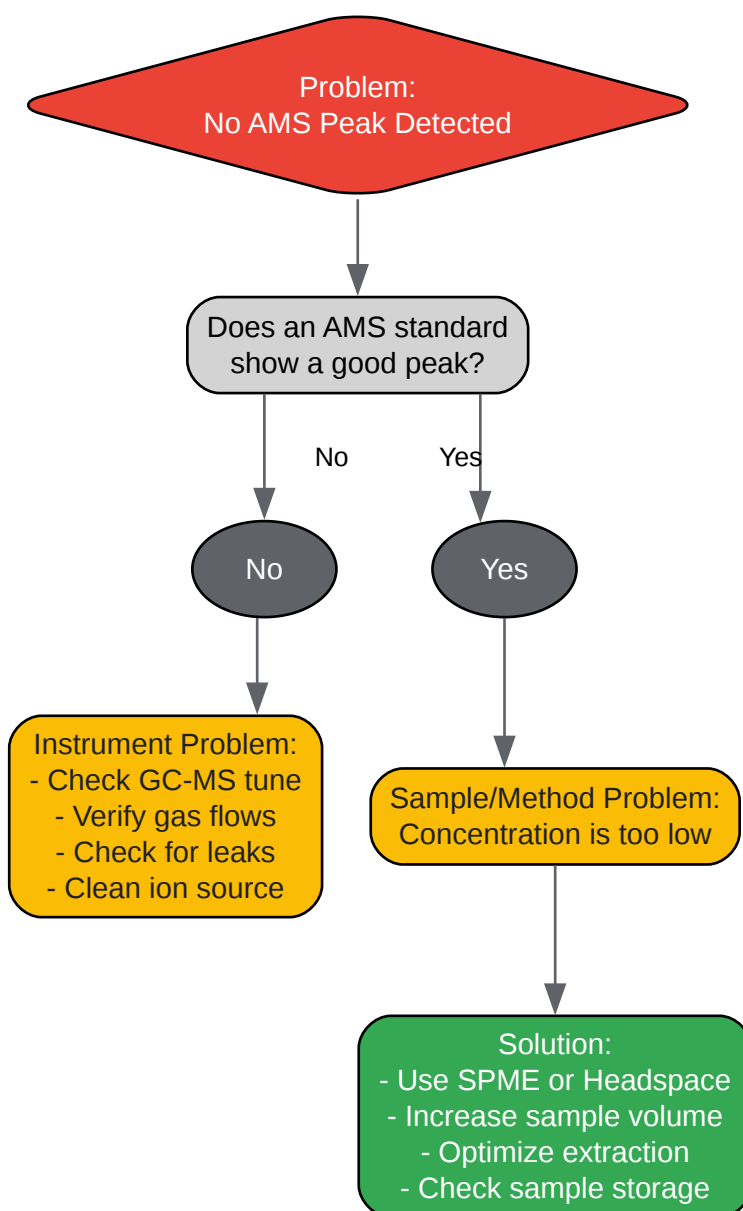 Problem:
No AMS Peak Detected
Does an AMS standard
show a good peak?
No
Yes
No
Yes
Instrument Problem:
- Check GC-MS tune
- Verify gas flows
- Check for leaks
- Clean ion source
Sample/Method Problem:
Concentration is too low
Solution:
- Use SPME or Headspace
- Increase sample volume
- Optimize extraction
- Check sample storage